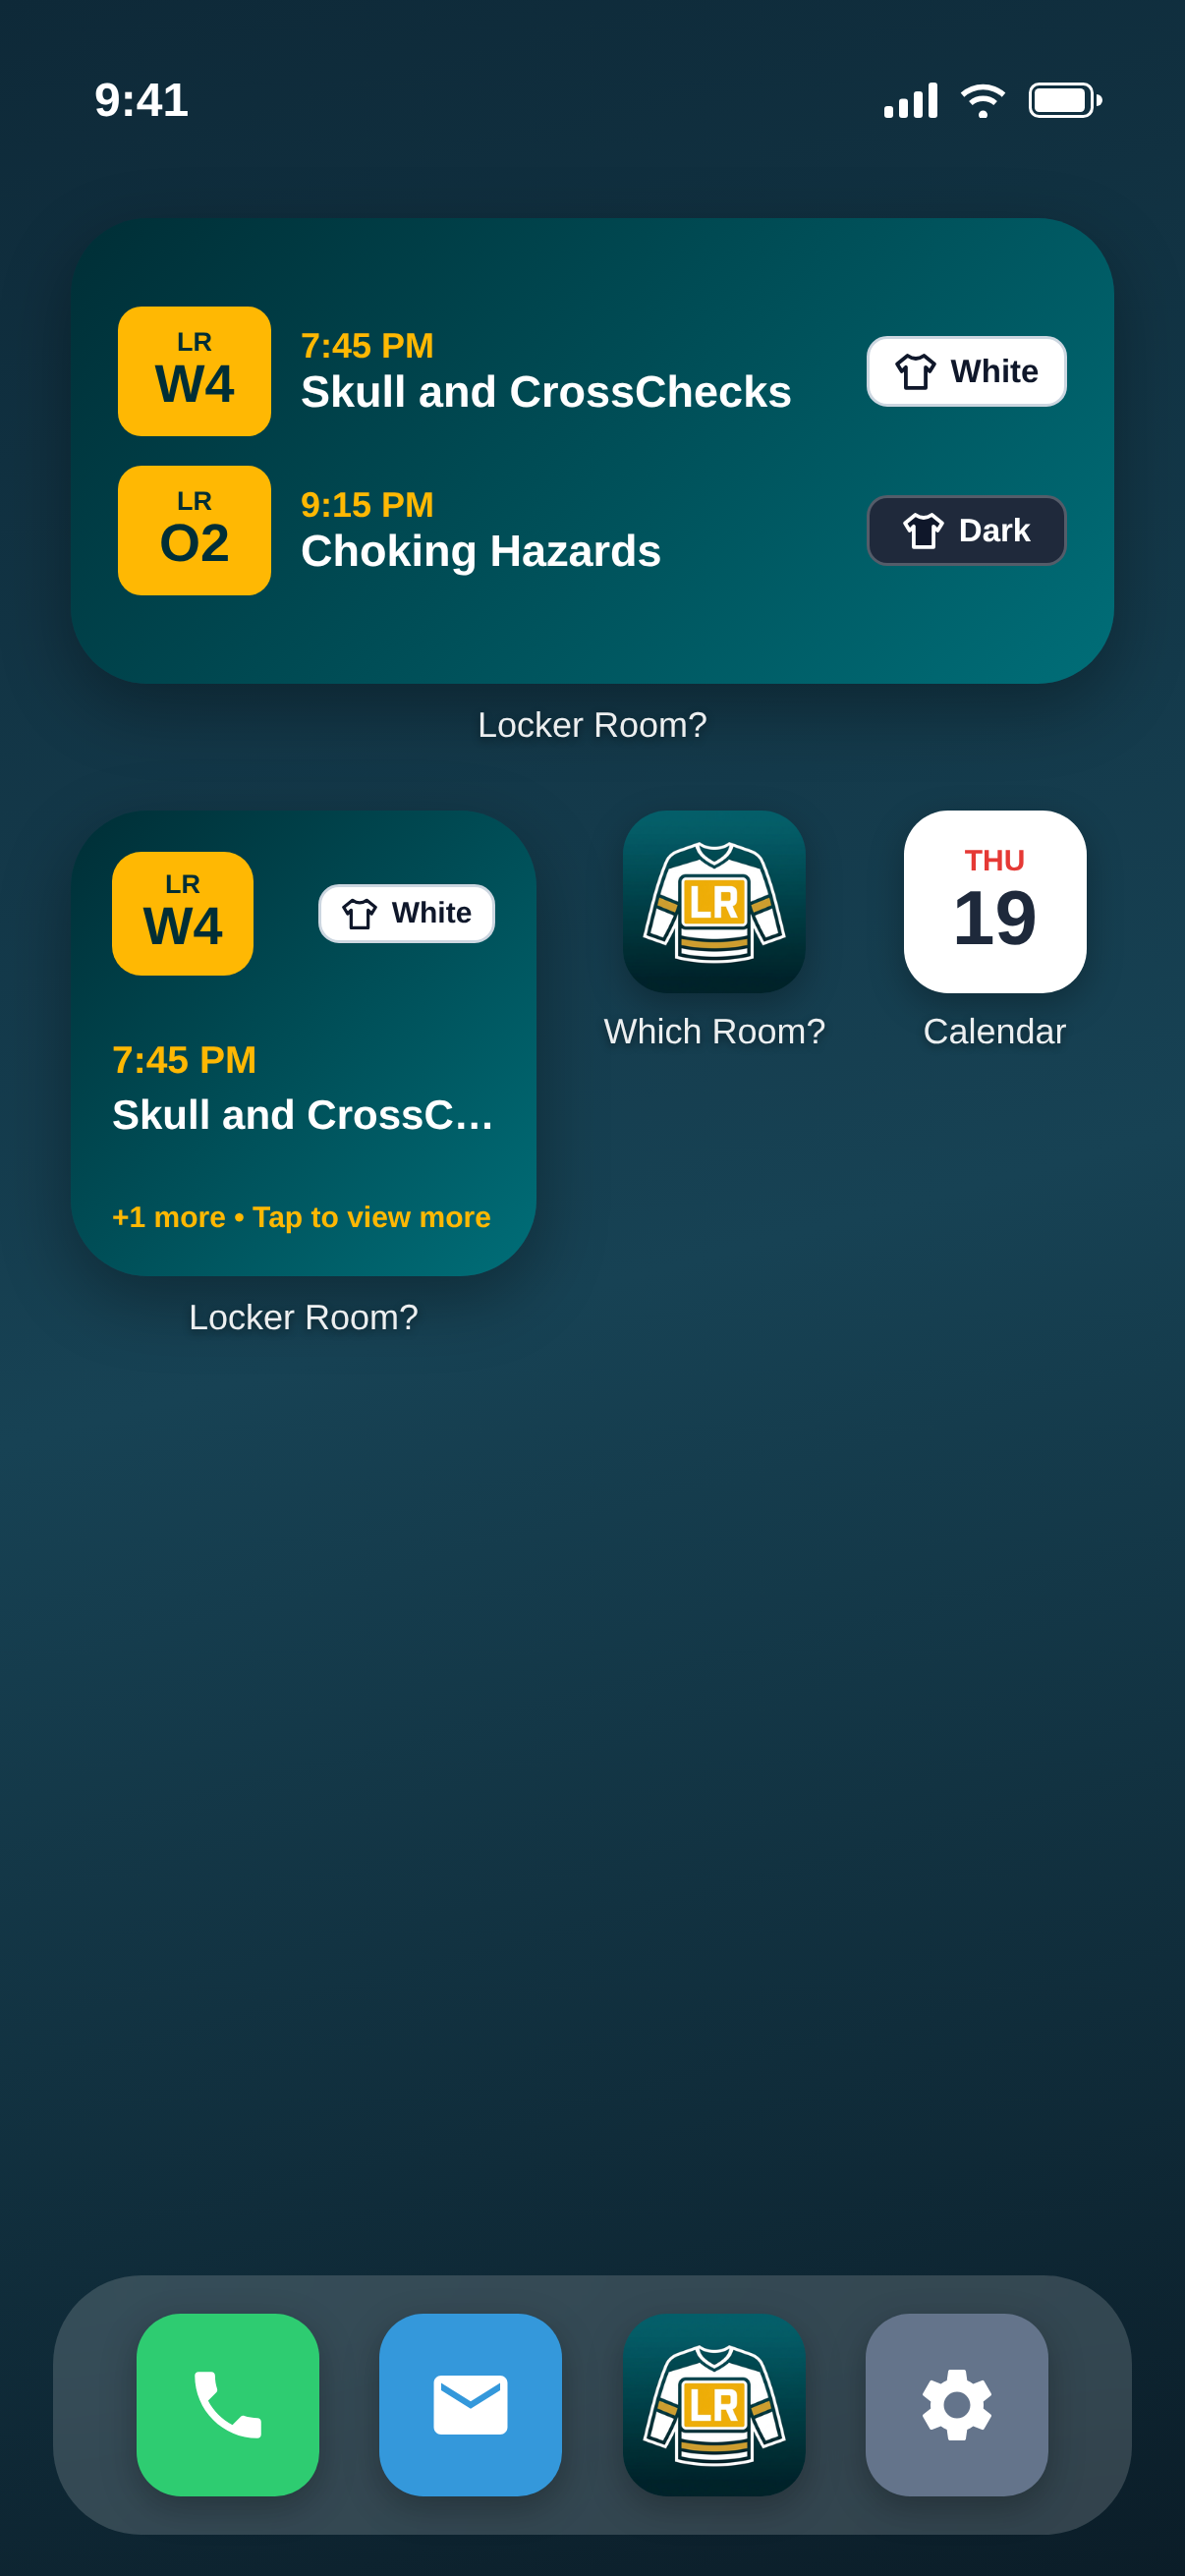 9:41
LR
W4
7:45 PM
Skull and CrossChecks
White
LR
O2
9:15 PM
Choking Hazards
Dark
Locker Room?
LR
W4
White
7:45 PM
Skull and CrossC...
+1 more • Tap to view more
Locker Room?
LR
Which Room?
THU
19
Calendar
LR